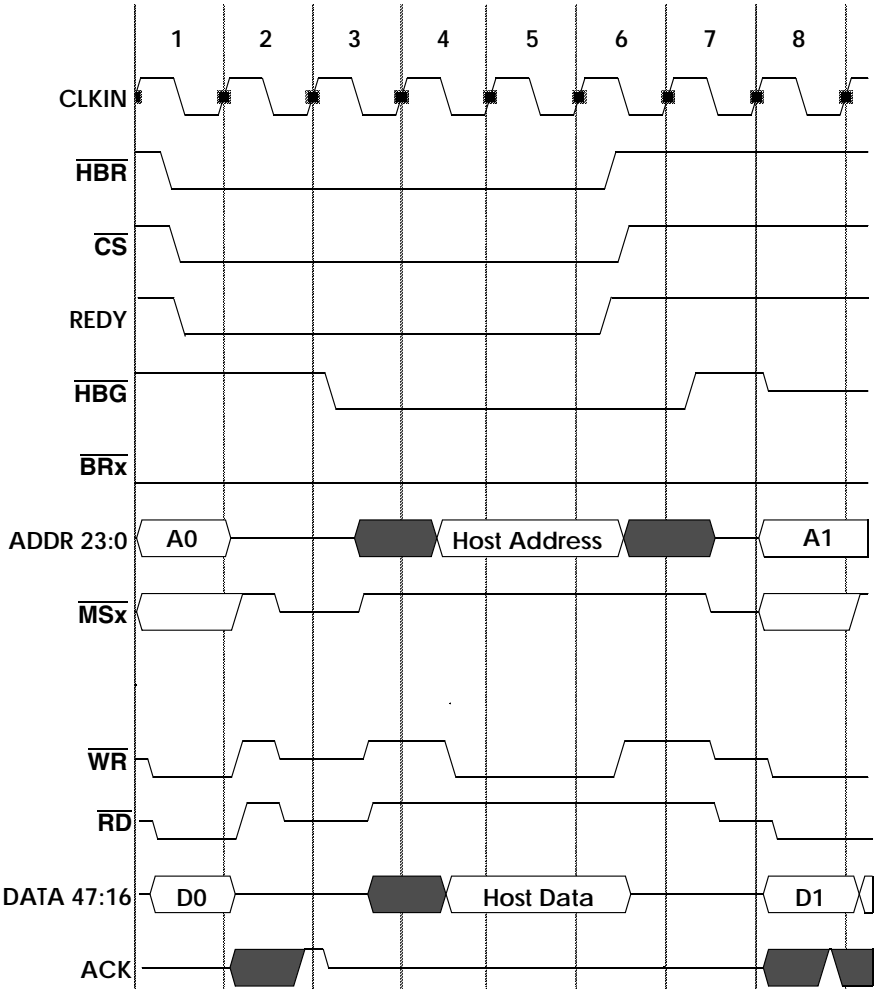 1 2 3 4 5 6 7 8
CLKIN
HBR
CS
REDY
HBG
BRx
ADDR 23:0 A0 Host Address A1
MSx
WR
RD
DATA 47:16 D0 Host Data D1
ACK